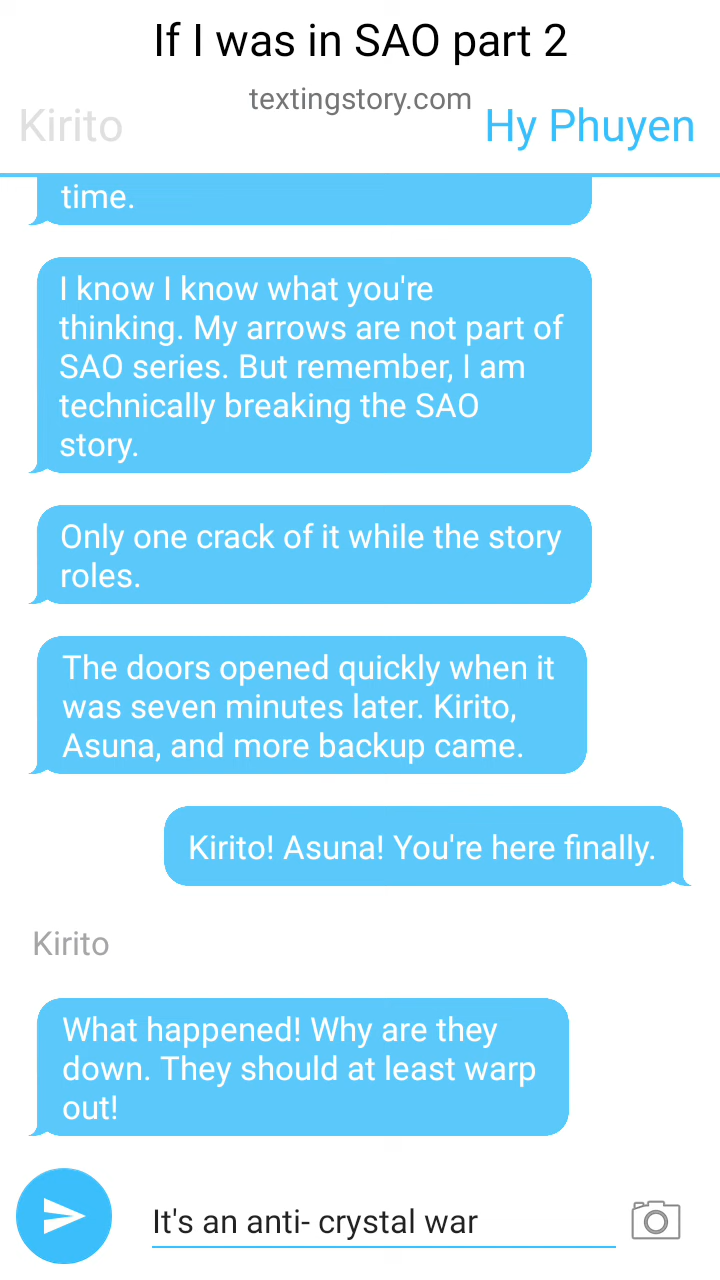 If I was in SAO part 2
textingstory.com
Kirito
Hy Phuyen
time.
I know I know what you're
thinking. My arrows are not part of
SAO series. But remember, I am
technically breaking the SAO
story.
Only one crack of it while the story
roles.
The doors opened quickly when it
was seven minutes later. Kirito,
Asuna, and more backup came.
Kirito! Asuna! You're here finally.
Kirito
What happened! Why are they
down. They should at least warp
out!
It's an anti- crystal war